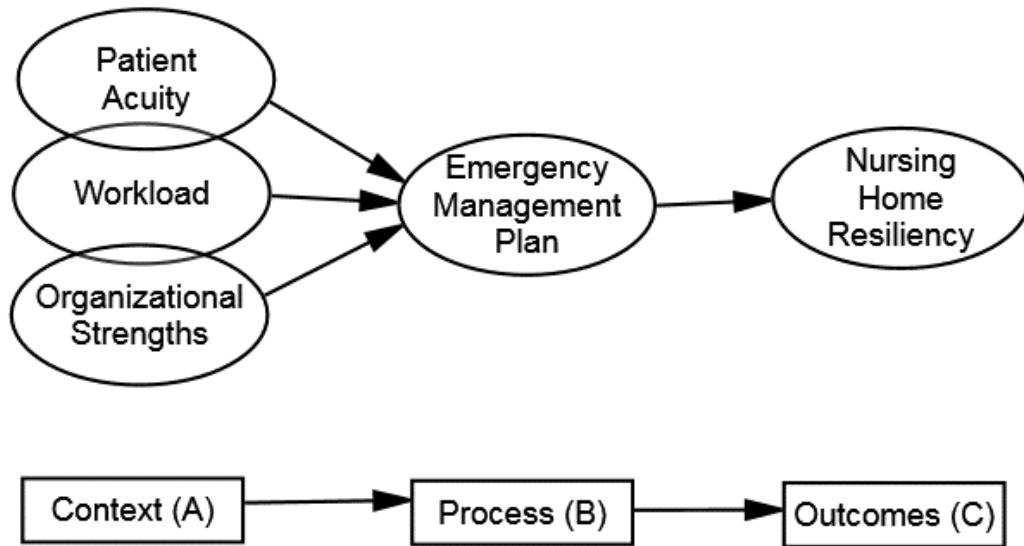 Patient
Acuity
Workload
Organizational
Strengths
Emergency
Management
Plan
Nursing
Home
Resiliency
Context (A)
Process (B)
Outcomes (C)